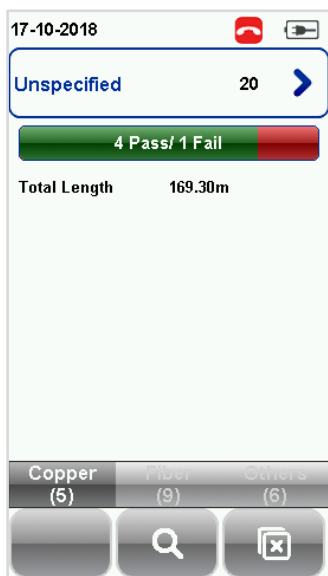 17-10-2018
Unspecified 20
4 Pass/ 1 Fail
Total Length 169.30m
Copper Fiber Others
(5) (9) (6)